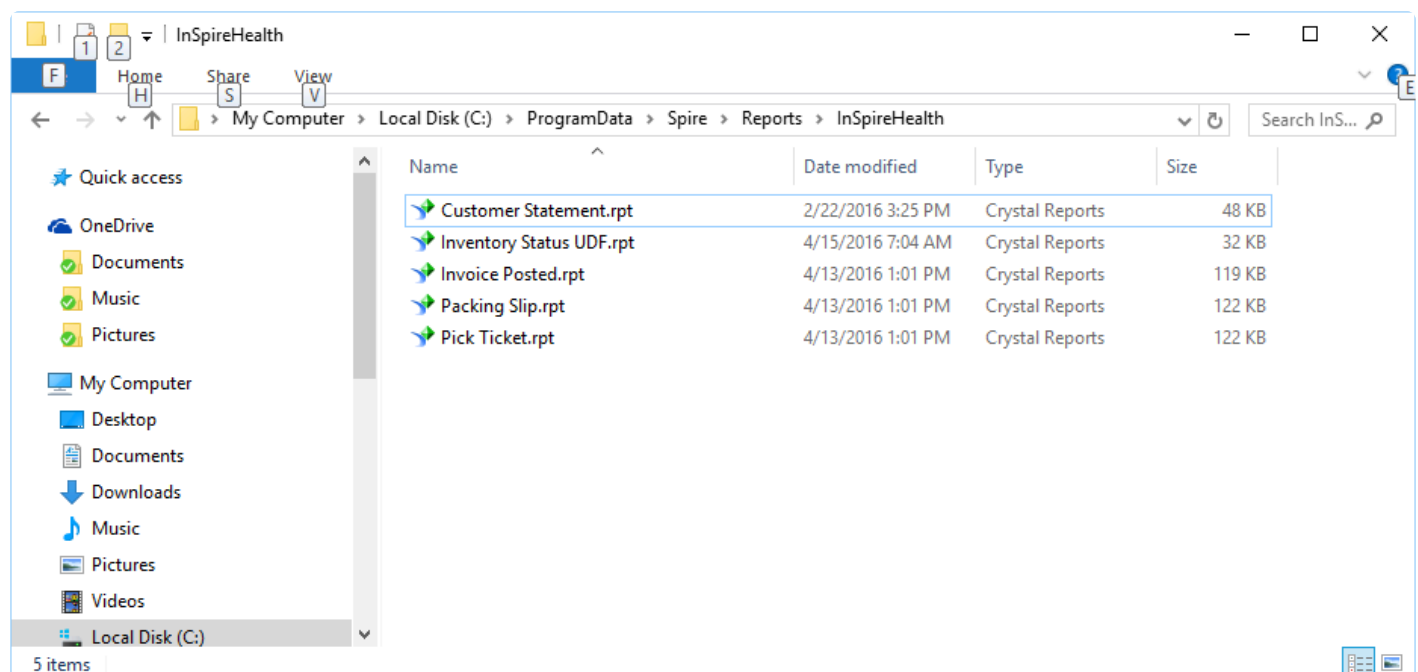 1 2 InSpireHealth
F Home Share View
H S V E
My Computer > Local Disk (C:) > ProgramData > Spire > Reports > InSpireHealth Search InS...
Name Date modified Type Size
Quick access
OneDrive
Documents
Music
Pictures
My Computer
Desktop
Documents
Downloads
Music
Pictures
Videos
Local Disk (C:)
Customer Statement.rpt 2/22/2016 3:25 PM Crystal Reports 48 KB
Inventory Status UDF.rpt 4/15/2016 7:04 AM Crystal Reports 32 KB
Invoice Posted.rpt 4/13/2016 1:01 PM Crystal Reports 119 KB
Packing Slip.rpt 4/13/2016 1:01 PM Crystal Reports 122 KB
Pick Ticket.rpt 4/13/2016 1:01 PM Crystal Reports 122 KB
5 items